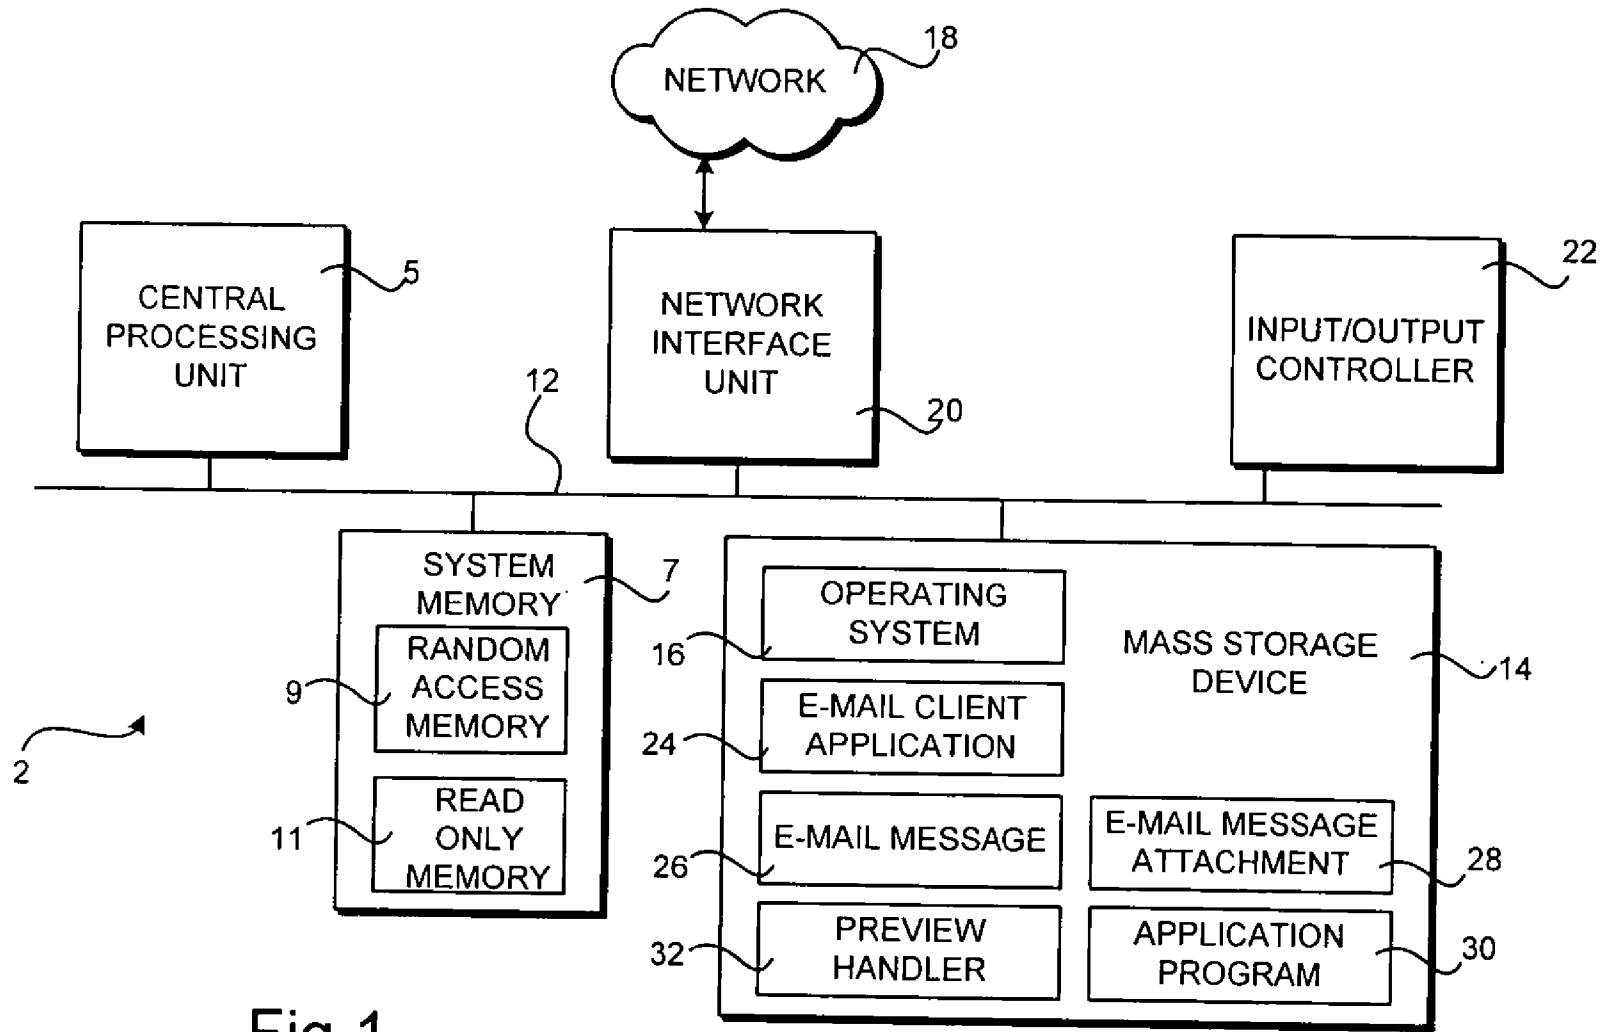 18
NETWORK
CENTRAL
PROCESSING
UNIT
5
NETWORK
INTERFACE
UNIT
20
22
INPUT/OUTPUT
CONTROLLER
12
SYSTEM
MEMORY
7
RANDOM
ACCESS
MEMORY
9
READ
ONLY
MEMORY
11
2
OPERATING
SYSTEM
16
MASS STORAGE
DEVICE
14
E-MAIL CLIENT
APPLICATION
24
E-MAIL MESSAGE
26
E-MAIL MESSAGE
ATTACHMENT
28
PREVIEW
HANDLER
32
APPLICATION
PROGRAM
30
Fig.1